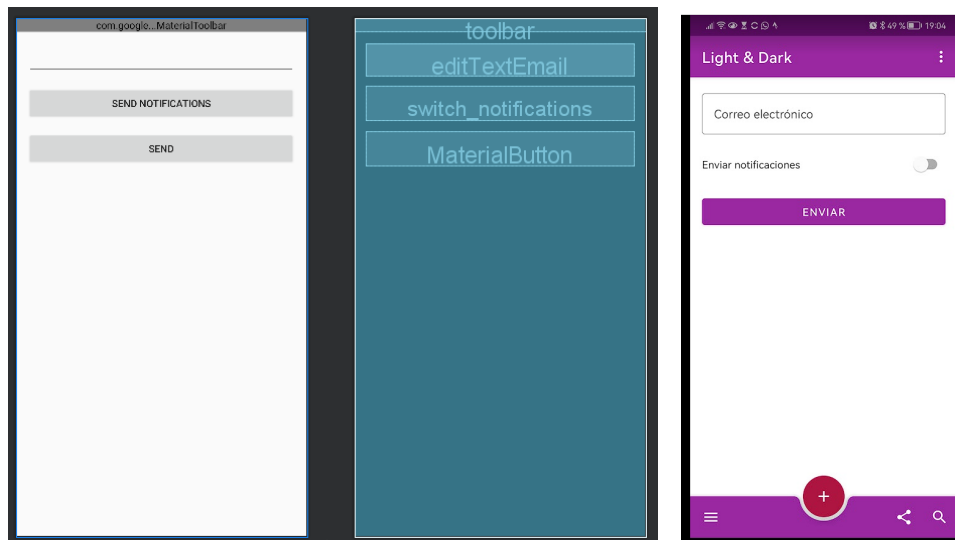 com.google...MaterialToolbar
SEND NOTIFICATIONS
SEND
toolbar
editTextEmail
switch_notifications
MaterialButton
49 % 19:04
Light & Dark
Correo electrónico
Enviar notificaciones
ENVIAR